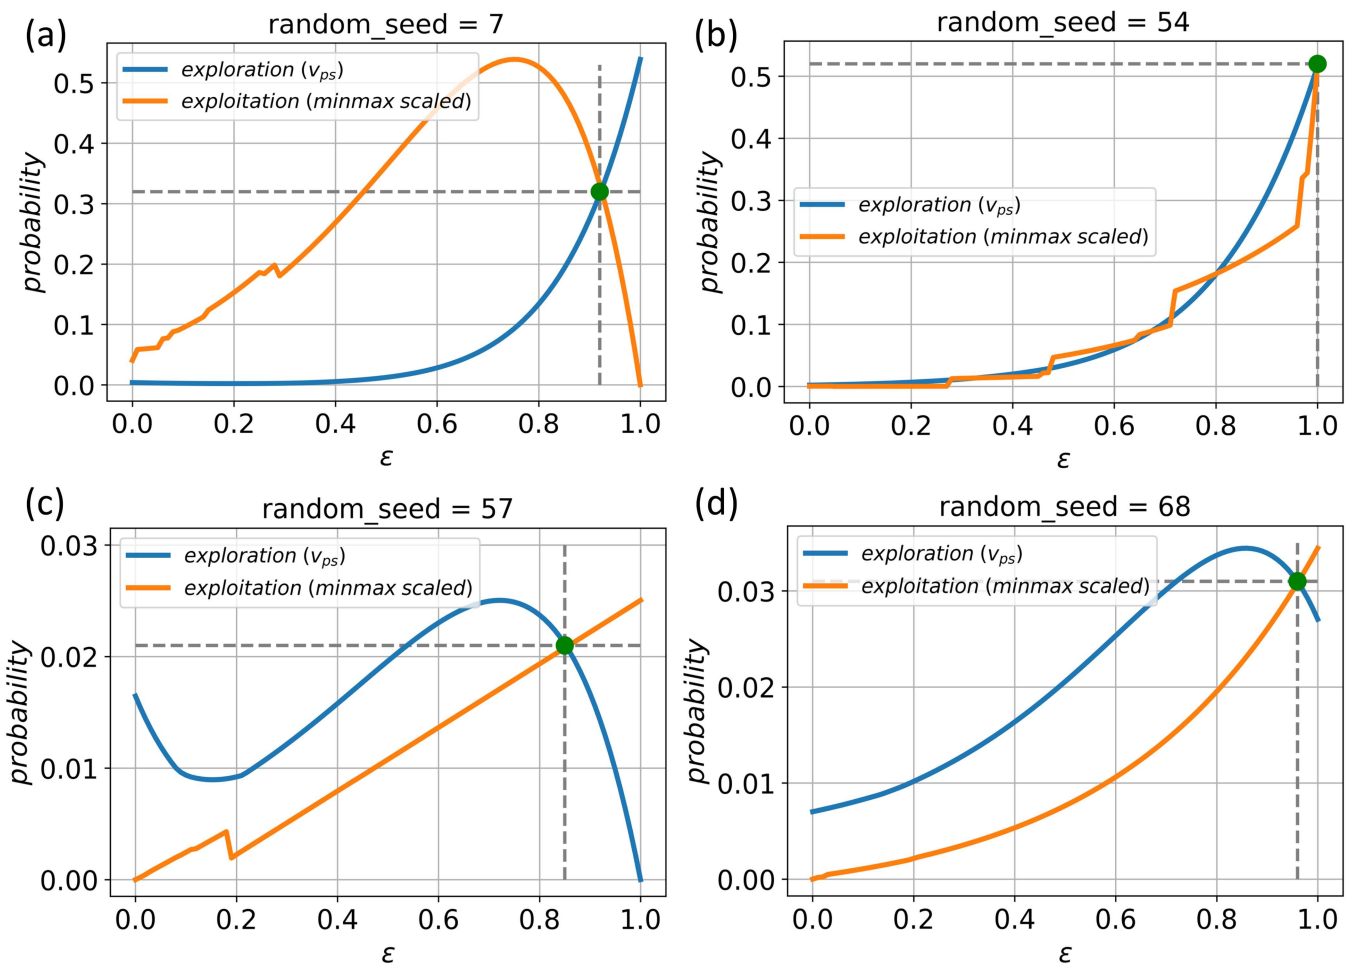 (a)
random_seed = 7
exploration (vps)
exploitation (minmax scaled)
probability
0.5
0.4
0.3
0.2
0.1
0.0
0.0 0.2 0.4 0.6 0.8 1.0
ε
(b)
random_seed = 54
exploration (vps)
exploitation (minmax scaled)
probability
0.5
0.4
0.3
0.2
0.1
0.0
0.0 0.2 0.4 0.6 0.8 1.0
ε
(c)
random_seed = 57
exploration (vps)
exploitation (minmax scaled)
probability
0.03
0.02
0.01
0.00
0.0 0.2 0.4 0.6 0.8 1.0
ε
(d)
random_seed = 68
exploration (vps)
exploitation (minmax scaled)
probability
0.03
0.02
0.01
0.00
0.0 0.2 0.4 0.6 0.8 1.0
ε